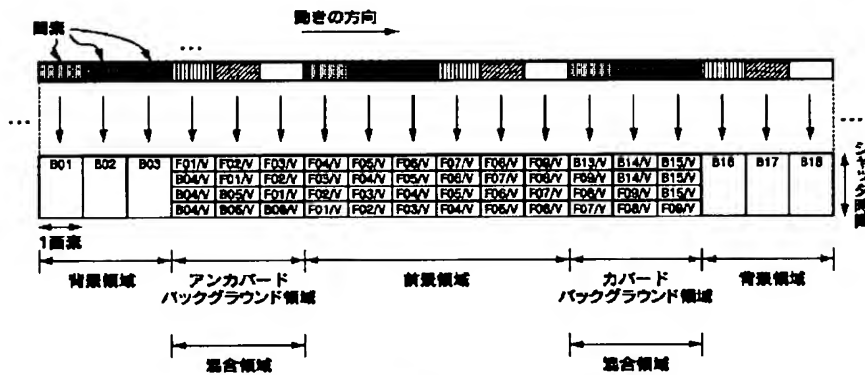 動きの方向
画素
...
...
...
B01 B02 B03 F01/V F02/V F03/V F04/V F05/V F06/V F07/V F08/V F09/V B13/V B14/V B15/V B16 B17 B18
B04/V F01/V F02/V F03/V F04/V F05/V F06/V F07/V F08/V F09/V B14/V B15/V
B04/V B05/V F01/V F02/V F03/V F04/V F05/V F06/V F07/V F08/V F09/V B15/V
B04/V B05/V B06/V F01/V F02/V F03/V F04/V F05/V F06/V F07/V F08/V F09/V
シャッタ時間
1画素
背景領域 アンカバード 前景領域 カバード 背景領域
バックグラウンド領域 バックグラウンド領域
混合領域 混合領域